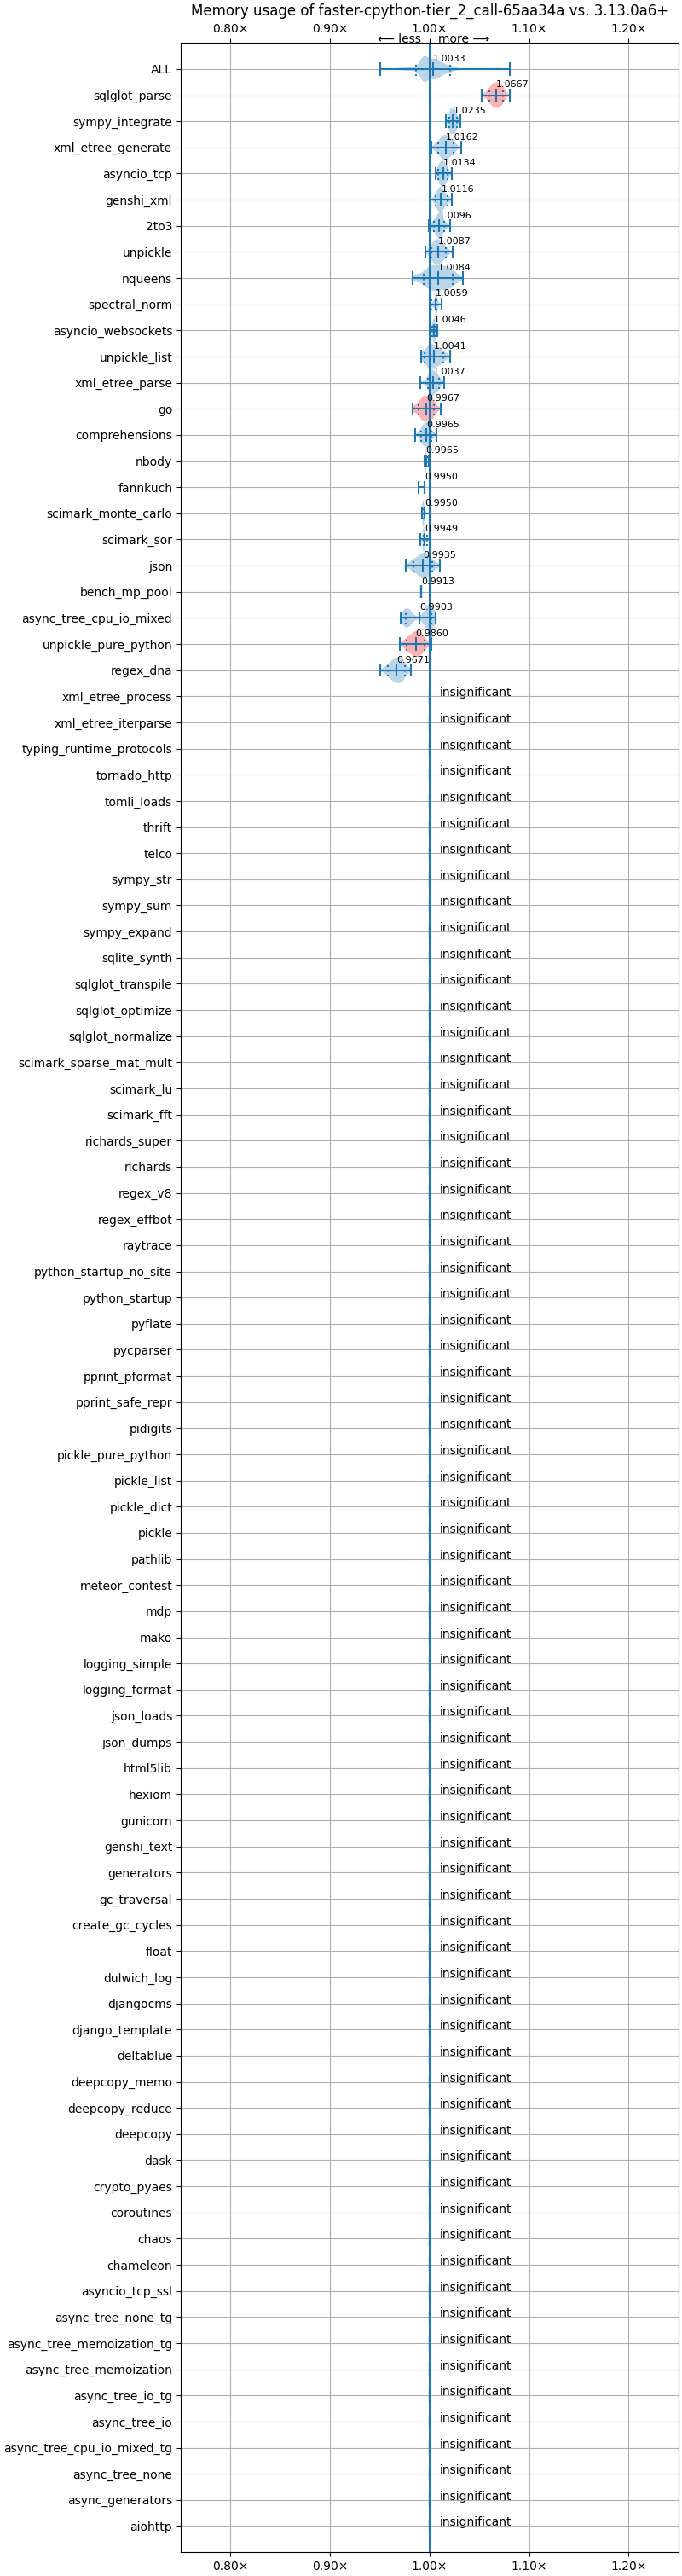 Memory usage of faster-cpython-tier_2_call-65aa34a vs. 3.13.0a6+
0.80× 0.90× 1.00× 1.10× 1.20×
⟵ less more ⟶
ALL 1.0033
sqlglot_parse 1.0667
sympy_integrate 1.0235
xml_etree_generate 1.0162
asyncio_tcp 1.0134
genshi_xml 1.0116
2to3 1.0096
unpickle 1.0087
nqueens 1.0084
spectral_norm 1.0059
asyncio_websockets 1.0046
unpickle_list 1.0041
xml_etree_parse 1.0037
go 0.9967
comprehensions 0.9965
nbody 0.9965
fannkuch 0.9950
scimark_monte_carlo 0.9950
scimark_sor 0.9949
json 0.9935
bench_mp_pool 0.9913
async_tree_cpu_io_mixed 0.9903
unpickle_pure_python 0.9860
regex_dna 0.9671
xml_etree_process insignificant
xml_etree_iterparse insignificant
typing_runtime_protocols insignificant
tornado_http insignificant
tomli_loads insignificant
thrift insignificant
telco insignificant
sympy_str insignificant
sympy_sum insignificant
sympy_expand insignificant
sqlite_synth insignificant
sqlglot_transpile insignificant
sqlglot_optimize insignificant
sqlglot_normalize insignificant
scimark_sparse_mat_mult insignificant
scimark_lu insignificant
scimark_fft insignificant
richards_super insignificant
richards insignificant
regex_v8 insignificant
regex_effbot insignificant
raytrace insignificant
python_startup_no_site insignificant
python_startup insignificant
pyflate insignificant
pycparser insignificant
pprint_pformat insignificant
pprint_safe_repr insignificant
pidigits insignificant
pickle_pure_python insignificant
pickle_list insignificant
pickle_dict insignificant
pickle insignificant
pathlib insignificant
meteor_contest insignificant
mdp insignificant
mako insignificant
logging_simple insignificant
logging_format insignificant
json_loads insignificant
json_dumps insignificant
html5lib insignificant
hexiom insignificant
gunicorn insignificant
genshi_text insignificant
generators insignificant
gc_traversal insignificant
create_gc_cycles insignificant
float insignificant
dulwich_log insignificant
djangocms insignificant
django_template insignificant
deltablue insignificant
deepcopy_memo insignificant
deepcopy_reduce insignificant
deepcopy insignificant
dask insignificant
crypto_pyaes insignificant
coroutines insignificant
chaos insignificant
chameleon insignificant
asyncio_tcp_ssl insignificant
async_tree_none_tg insignificant
async_tree_memoization_tg insignificant
async_tree_memoization insignificant
async_tree_io_tg insignificant
async_tree_io insignificant
async_tree_cpu_io_mixed_tg insignificant
async_tree_none insignificant
async_generators insignificant
aiohttp insignificant
0.80× 0.90× 1.00× 1.10× 1.20×